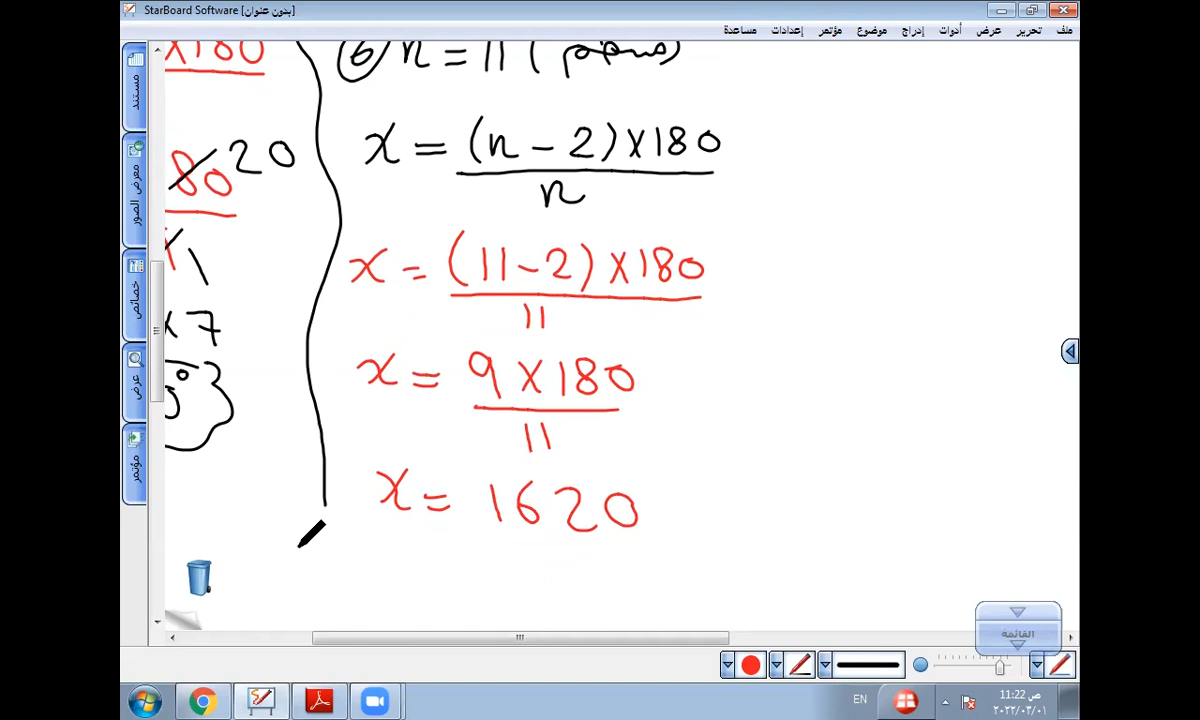 StarBoard Software [بدون عنوان]
ملف تحرير عرض أدوات إدراج موضوع مؤتمر إعدادات مساعدة
مستند
معرض الصور
خصائص
عرض
مؤتمر
x180
80 20
1
x 7
6 n = 11 (
x = (n - 2) x 180
n
x = (11 - 2) x 180
11
x = 9 x 180
11
x = 1620
القائمة
EN
11:22 ص
٢٠٢٢/٠٣/٠١